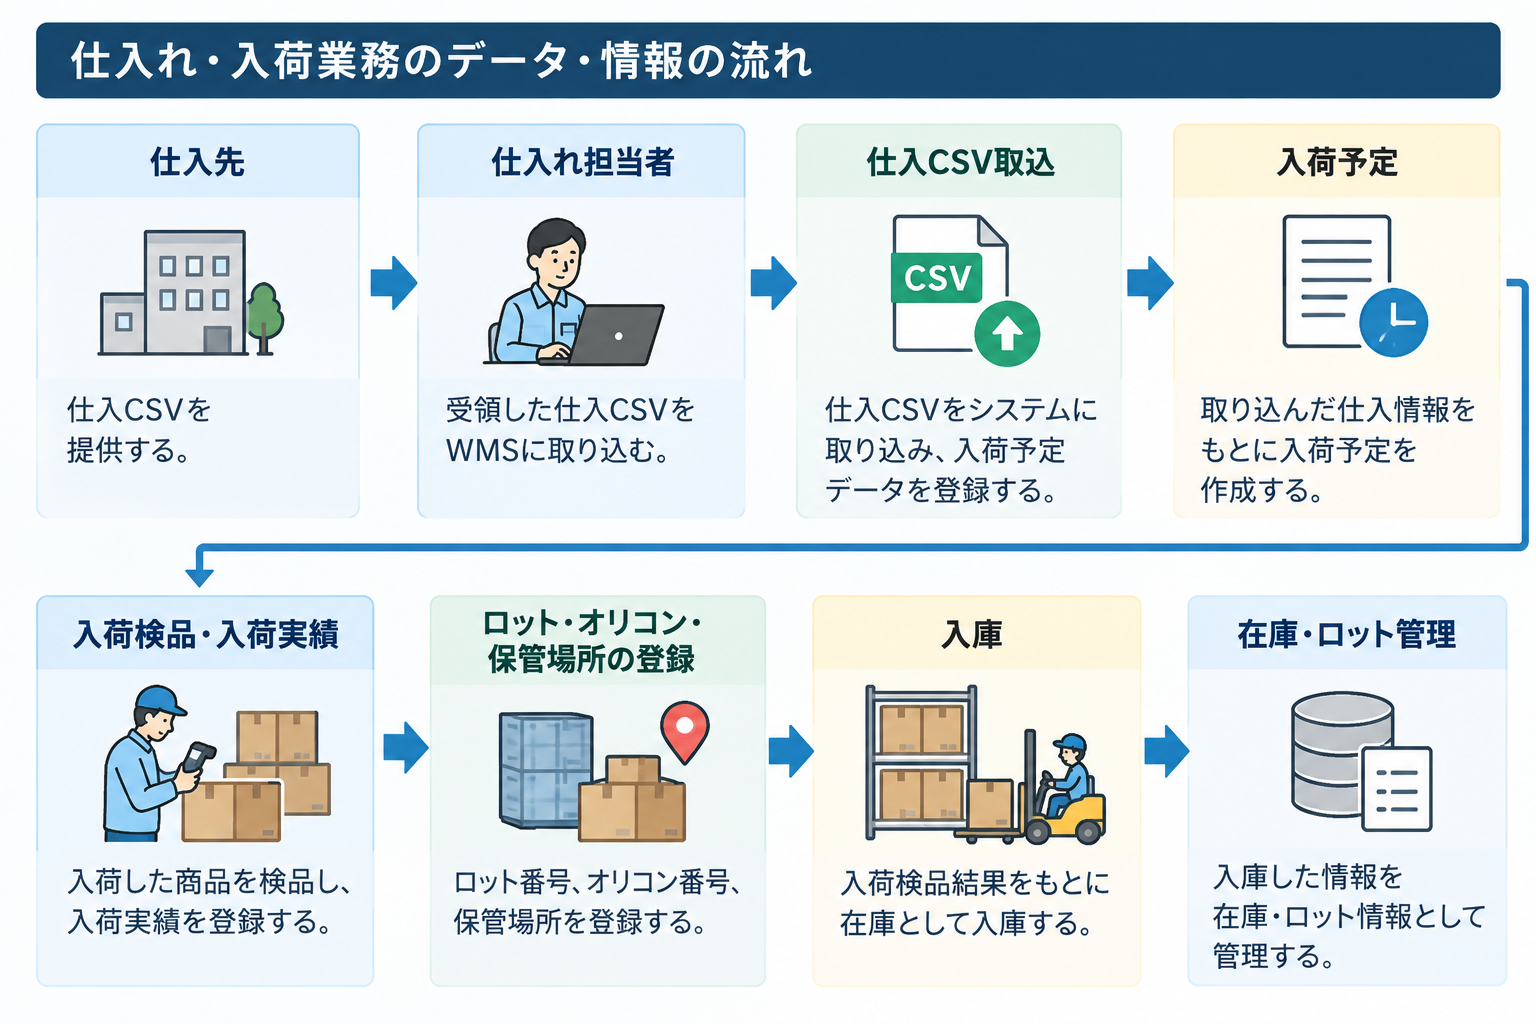 仕入れ・入荷業務のデータ・情報の流れ
仕入先
仕入CSVを
提供する。
仕入れ担当者
受領した仕入CSVを
WMSに取り込む。
仕入CSV取込
CSV
仕入CSVをシステムに
取り込み、入荷予定
データを登録する。
入荷予定
取り込んだ仕入情報を
もとに入荷予定を
作成する。
入荷検品・入荷実績
入荷した商品を検品し、
入荷実績を登録する。
ロット・オリコン・
保管場所の登録
ロット番号、オリコン番号、
保管場所を登録する。
入庫
入荷検品結果をもとに
在庫として入庫する。
在庫・ロット管理
入庫した情報を
在庫・ロット情報として
管理する。